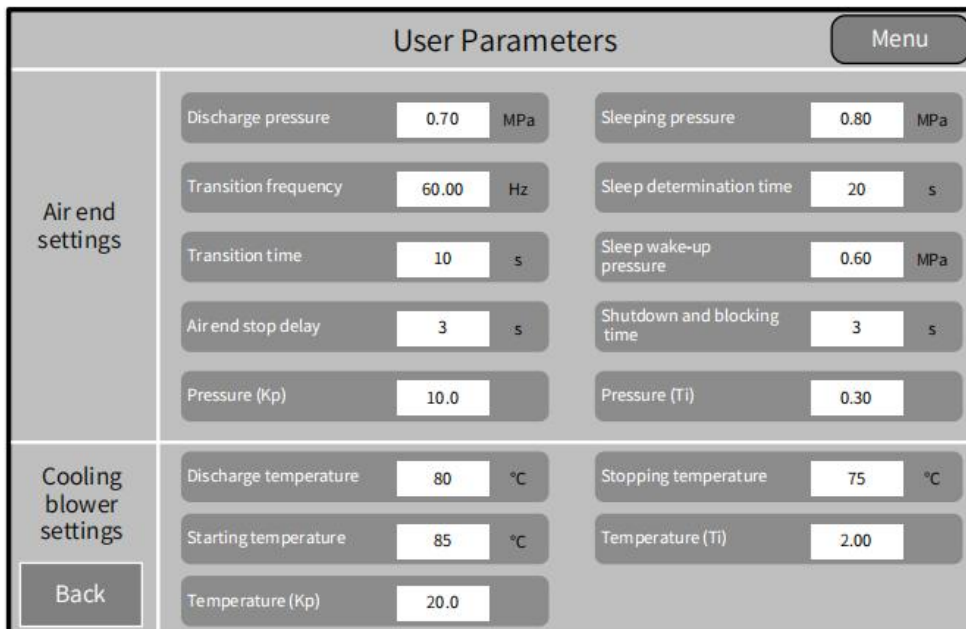 User Parameters
Menu
Air end
settings
Discharge pressure 0.70 MPa
Sleeping pressure 0.80 MPa
Transition frequency 60.00 Hz
Sleep determination time 20 s
Transition time 10 s
Sleep wake-up
pressure 0.60 MPa
Air end stop delay 3 s
Shutdown and blocking
time 3 s
Pressure (Kp) 10.0
Pressure (Ti) 0.30
Cooling
blower
settings
Discharge temperature 80 °C
Stopping temperature 75 °C
Starting temperature 85 °C
Temperature (Ti) 2.00
Temperature (Kp) 20.0
Back